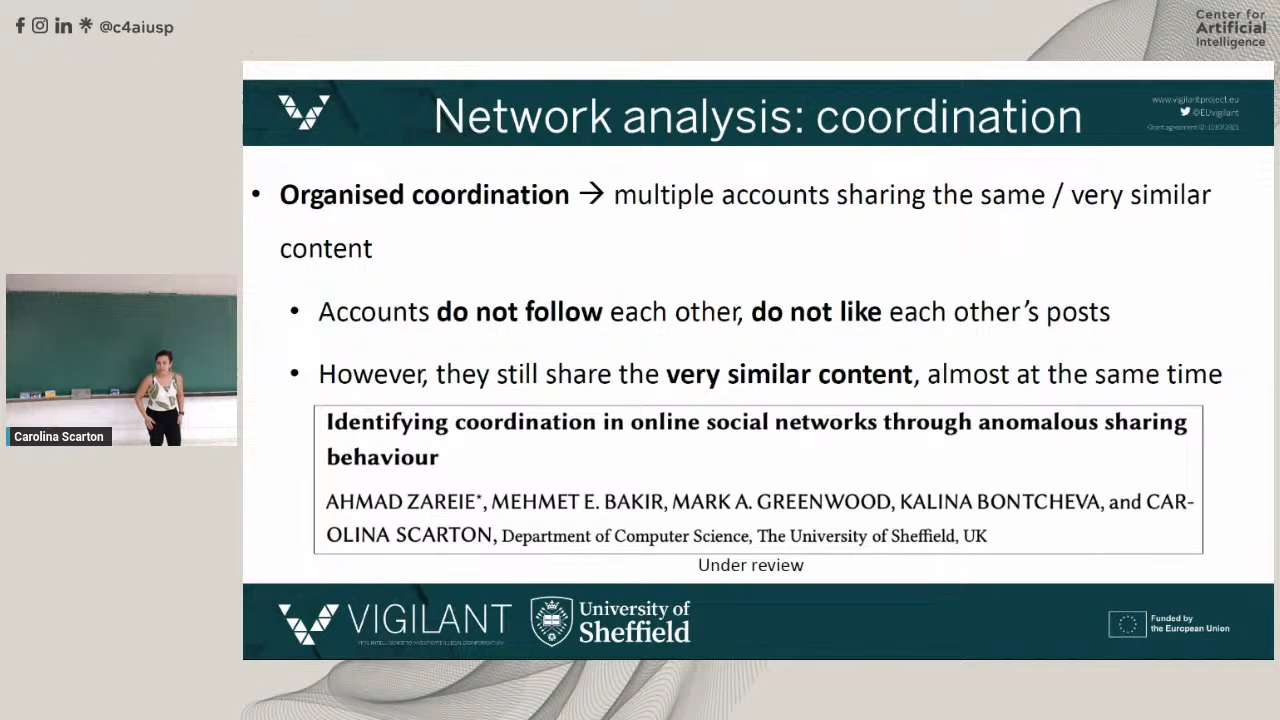 @c4aiusp
Center for
Artificial
Intelligence
Network analysis: coordination
www.vigilantproject.eu
@EUvigilant
• Organised coordination → multiple accounts sharing the same / very similar
content
• Accounts do not follow each other, do not like each other's posts
• However, they still share the very similar content, almost at the same time
Identifying coordination in online social networks through anomalous sharing
behaviour
AHMAD ZAREIE*, MEHMET E. BAKIR, MARK A. GREENWOOD, KALINA BONTCHEVA, and CAR-
OLINA SCARTON, Department of Computer Science, The University of Sheffield, UK
Under review
Carolina Scarton
VIGILANT
University of
Sheffield
Funded by
the European Union